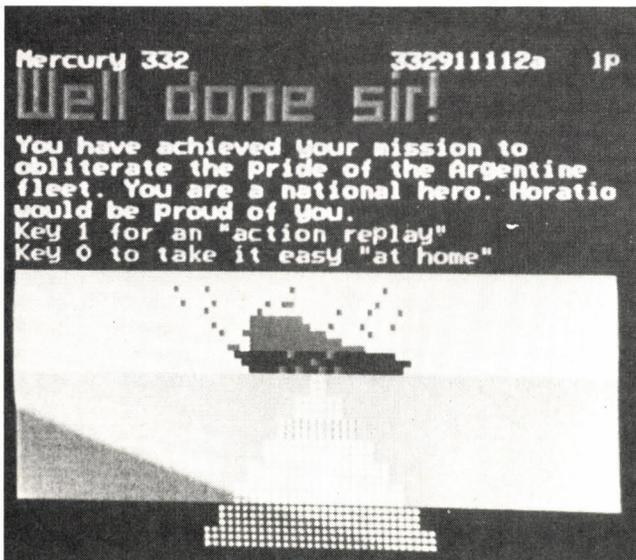 Mercury 332 332911112a 1p
Well done sir!
You have achieved your mission to
obliterate the pride of the Argentine
fleet. You are a national hero. Horatio
would be proud of you.
Key 1 for an "action replay"
Key 0 to take it easy "at home"